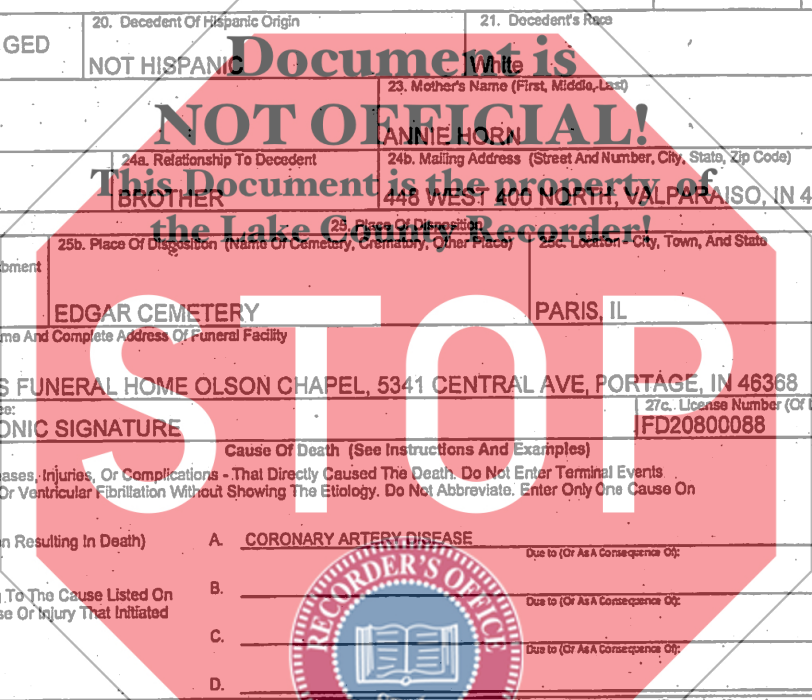 20. Decedent Of Hispanic Origin
21. Decedent's Race
GED
NOT HISPANIC
White
Document is
23. Mother's Name (First, Middle, Last)
NOT OFFICIAL!
ANNIE HORN
24a. Relationship To Decedent
24b. Mailing Address (Street And Number, City, State, Zip Code)
This Document is the property of
BROTHER
448 WEST 400 NORTH, VALPARAISO, IN 4
the Lake County Recorder!
25. Place Of Disposition
25b. Place Of Disposition (Name Of Cemetery, Crematory, Other Place)
25c. Location - City, Town, And State
bment
EDGAR CEMETERY
PARIS, IL
me And Complete Address Of Funeral Facility
STOP
S FUNERAL HOME OLSON CHAPEL, 5341 CENTRAL AVE, PORTAGE, IN 46368
ee:
27c. License Number (Of L
ONIC SIGNATURE
FD20800088
Cause Of Death (See Instructions And Examples)
eases, Injuries, Or Complications - That Directly Caused The Death. Do Not Enter Terminal Events
Or Ventricular Fibrillation Without Showing The Etiology. Do Not Abbreviate. Enter Only One Cause On
n Resulting In Death)
A. CORONARY ARTERY DISEASE
Due to (Or As A Consequence Of):
RECORDER'S OFFICE
g To The Cause Listed On
B.
Due to (Or As A Consequence Of):
se Or Injury That Initiated
C.
Due to (Or As A Consequence Of):
D.